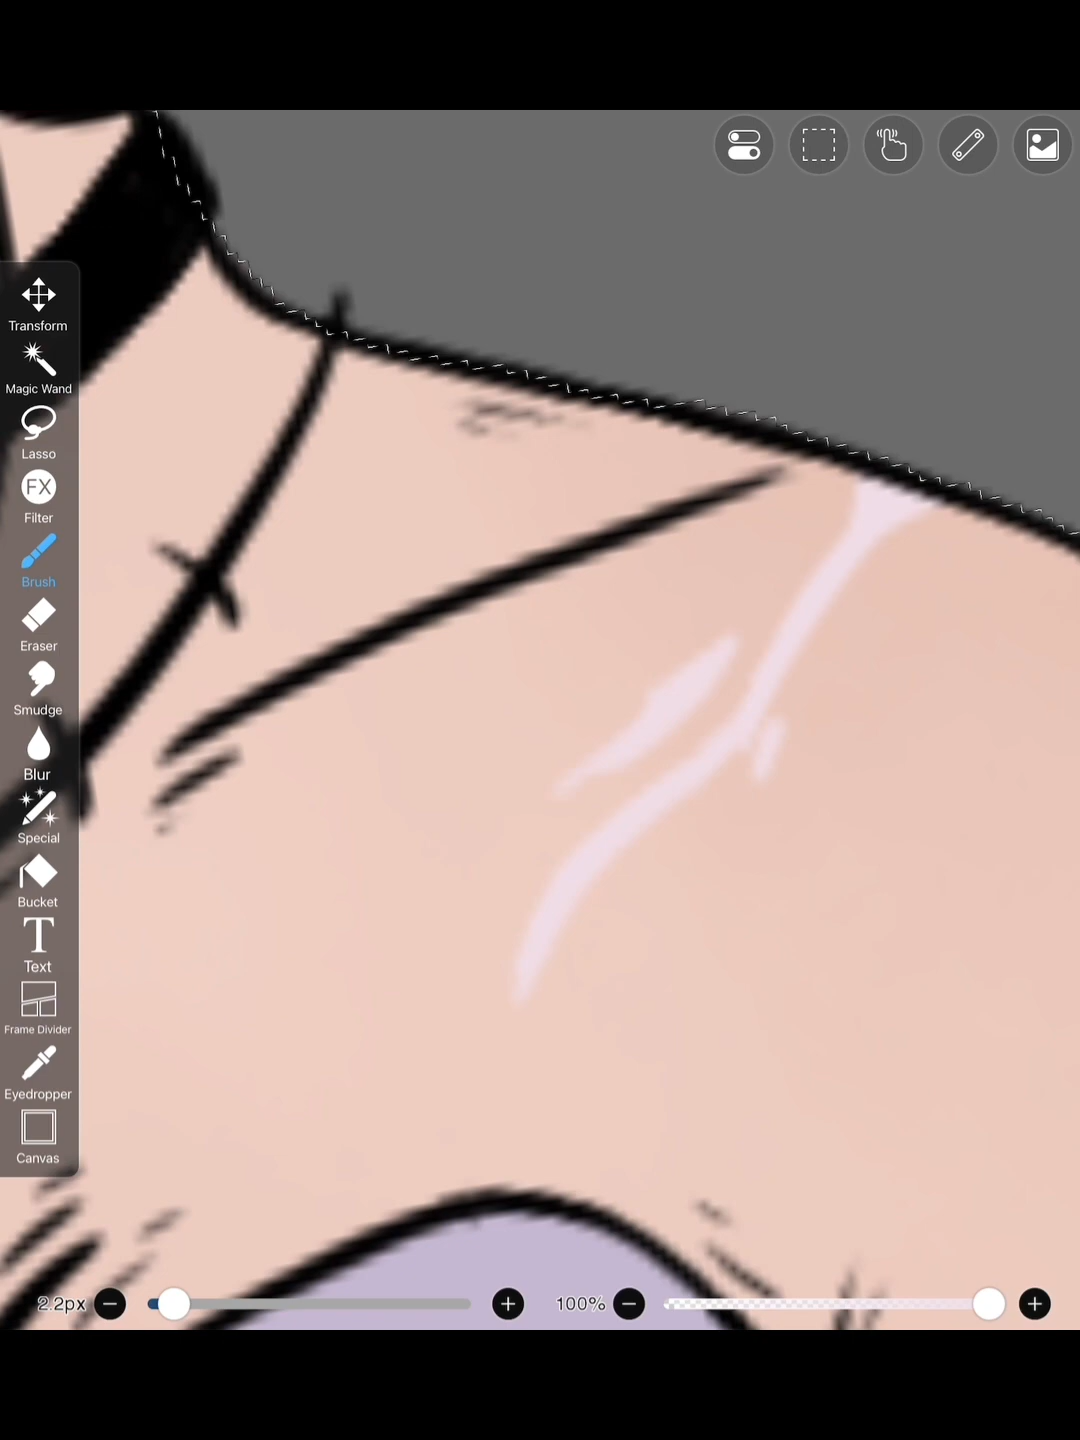 Transform
Magic Wand
Lasso
FX
Filter
Brush
Eraser
Smudge
Blur
Special
Bucket
T
Text
Frame Divider
Eyedropper
Canvas
2.2px
100%